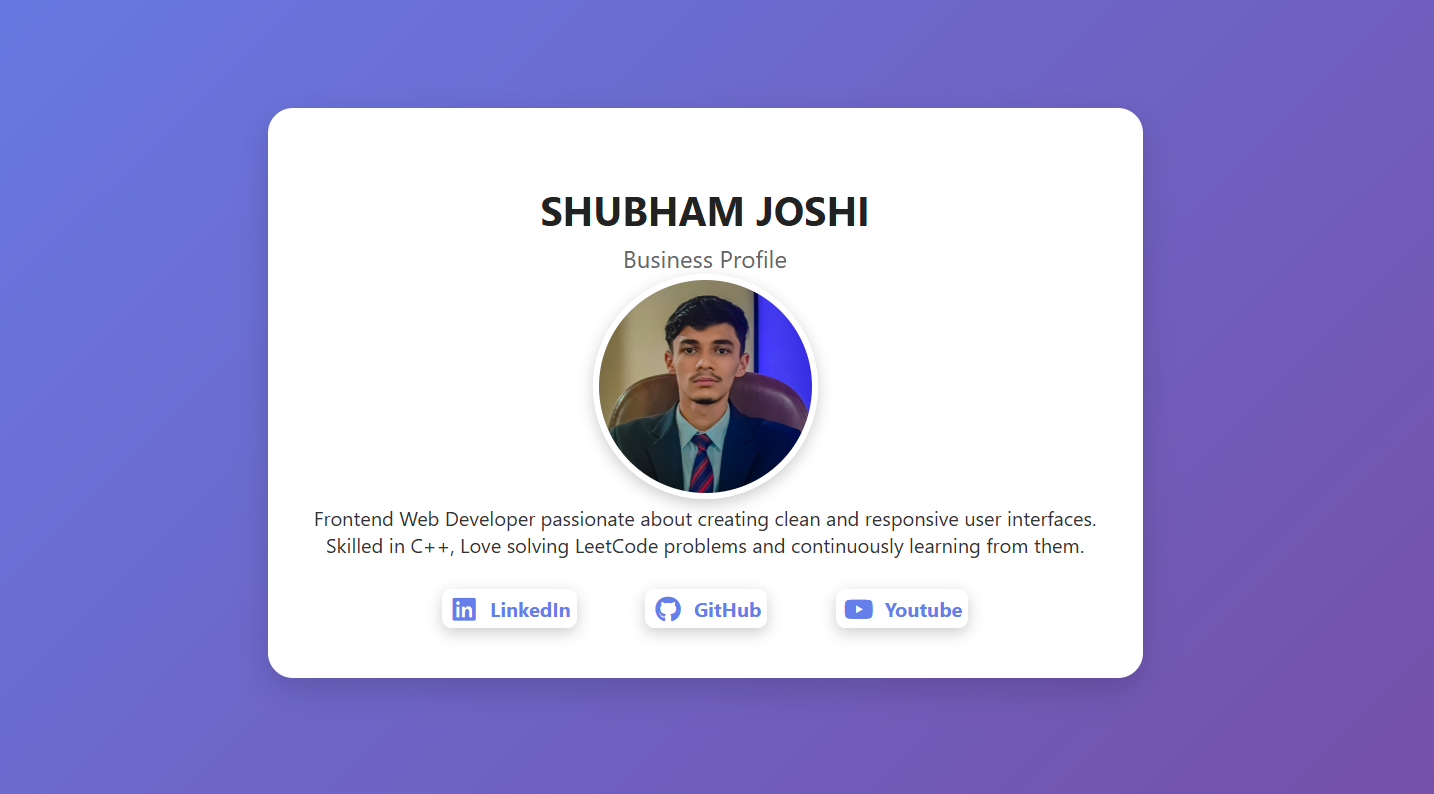 SHUBHAM JOSHI
Business Profile
Frontend Web Developer passionate about creating clean and responsive user interfaces.
Skilled in C++, Love solving LeetCode problems and continuously learning from them.
LinkedIn
GitHub
Youtube